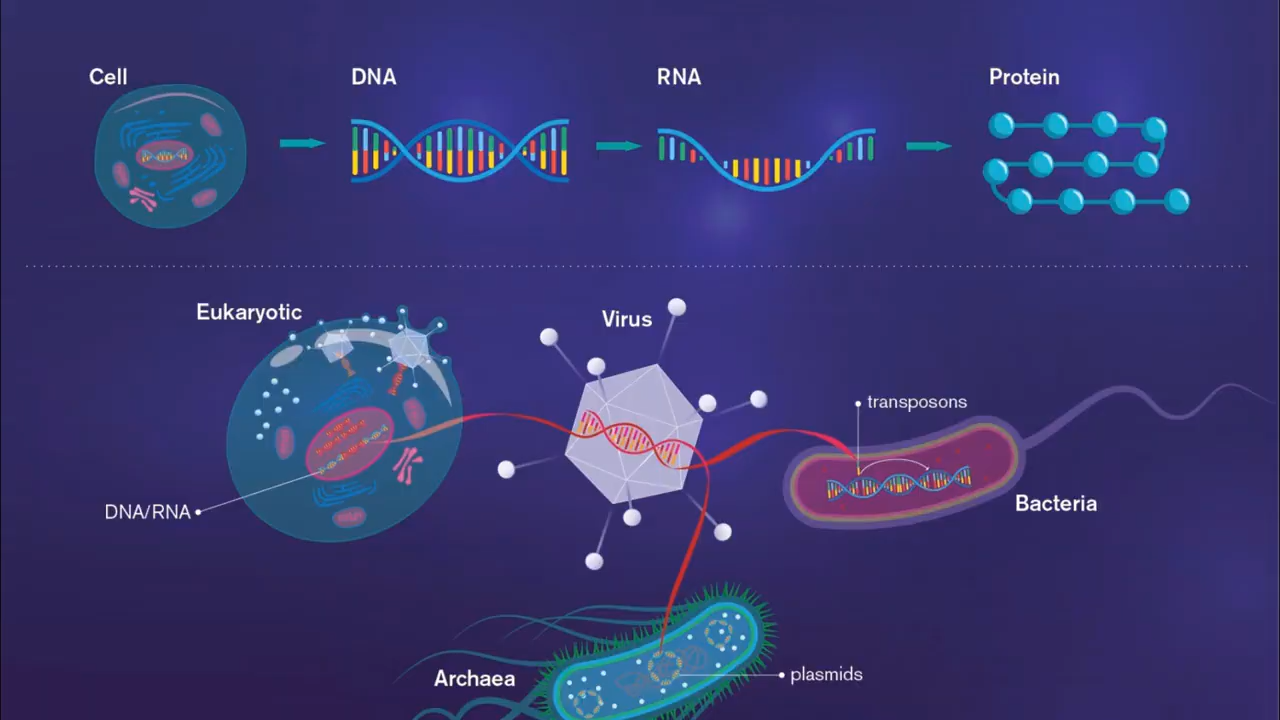 Cell
DNA
RNA
Protein
Eukaryotic
Virus
transposons
DNA/RNA
Bacteria
Archaea
plasmids